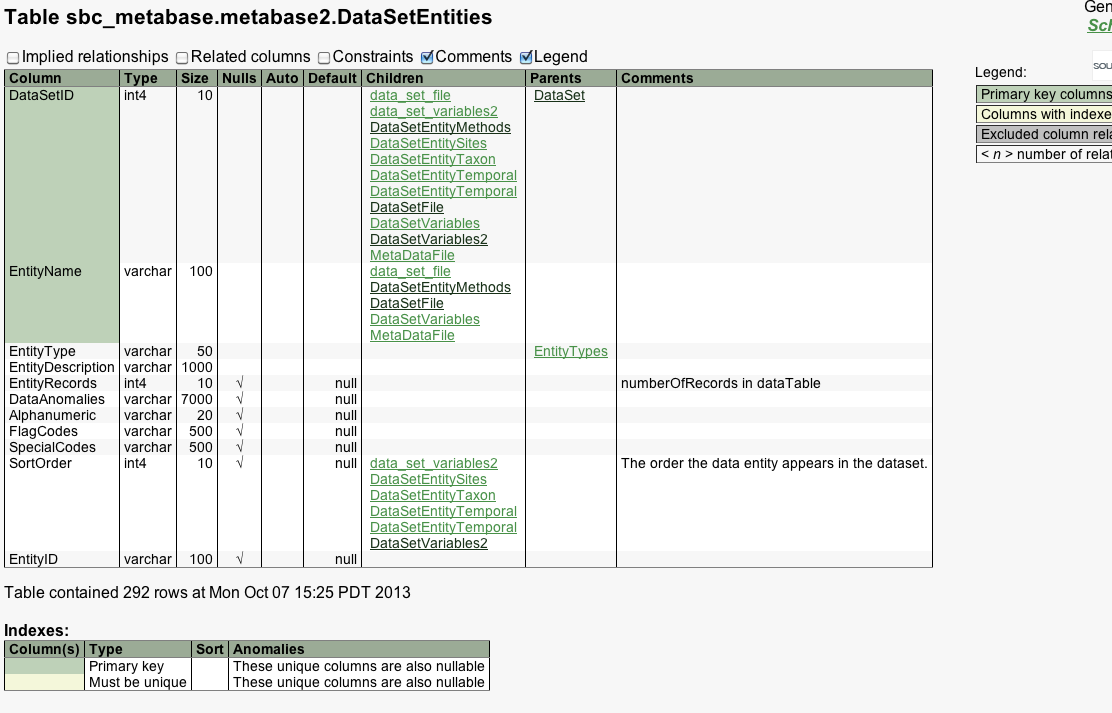 Table sbc_metabase.metabase2.DataSetEntities
Gen
Sch
Implied relationships Related columns Constraints Comments Legend
SOU
Legend:
Primary key columns
Columns with indexe
Excluded column rela
< n > number of relat
Column Type Size Nulls Auto Default Children Parents Comments
DataSetID int4 10 data_set_file DataSet
data_set_variables2
DataSetEntityMethods
DataSetEntitySites
DataSetEntityTaxon
DataSetEntityTemporal
DataSetEntityTemporal
DataSetFile
DataSetVariables
DataSetVariables2
MetaDataFile
EntityName varchar 100 data_set_file
DataSetEntityMethods
DataSetFile
DataSetVariables
MetaDataFile
EntityType varchar 50 EntityTypes
EntityDescription varchar 1000
EntityRecords int4 10 √ null numberOfRecords in dataTable
DataAnomalies varchar 7000 √ null
Alphanumeric varchar 20 √ null
FlagCodes varchar 500 √ null
SpecialCodes varchar 500 √ null
SortOrder int4 10 √ null data_set_variables2 The order the data entity appears in the dataset.
DataSetEntitySites
DataSetEntityTaxon
DataSetEntityTemporal
DataSetEntityTemporal
DataSetVariables2
EntityID varchar 100 √ null
Table contained 292 rows at Mon Oct 07 15:25 PDT 2013
Indexes:
Column(s) Type Sort Anomalies
Primary key These unique columns are also nullable
Must be unique These unique columns are also nullable